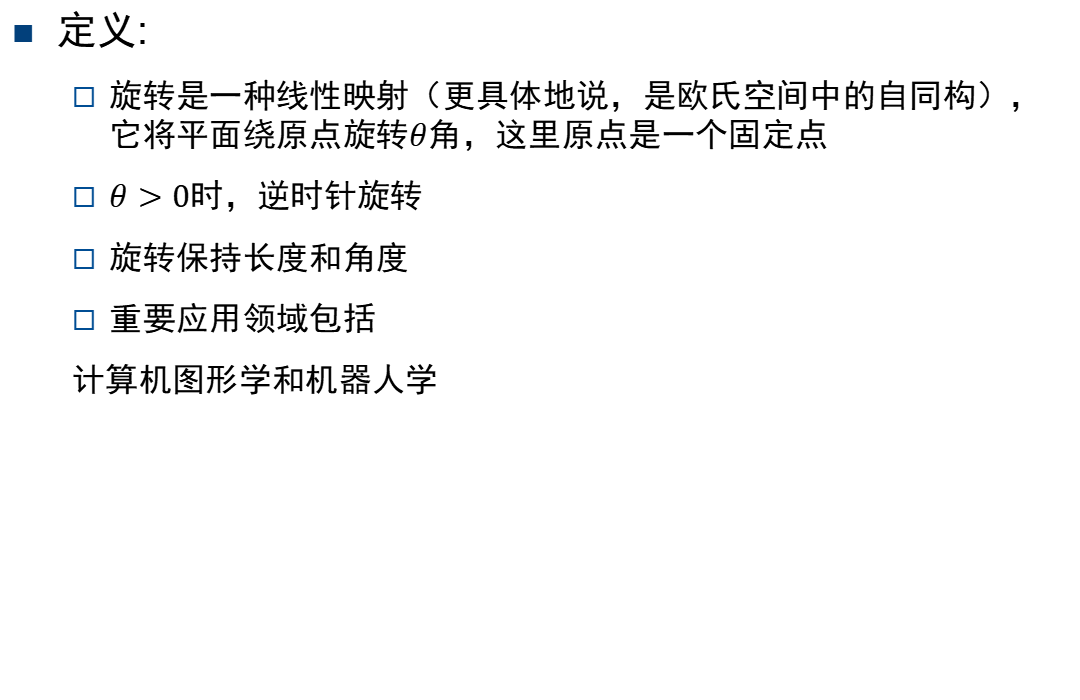 定义:
旋转是一种线性映射（更具体地说，是欧氏空间中的自同构），
它将平面绕原点旋转θ角，这里原点是一个固定点
θ > 0时，逆时针旋转
旋转保持长度和角度
重要应用领域包括
计算机图形学和机器人学